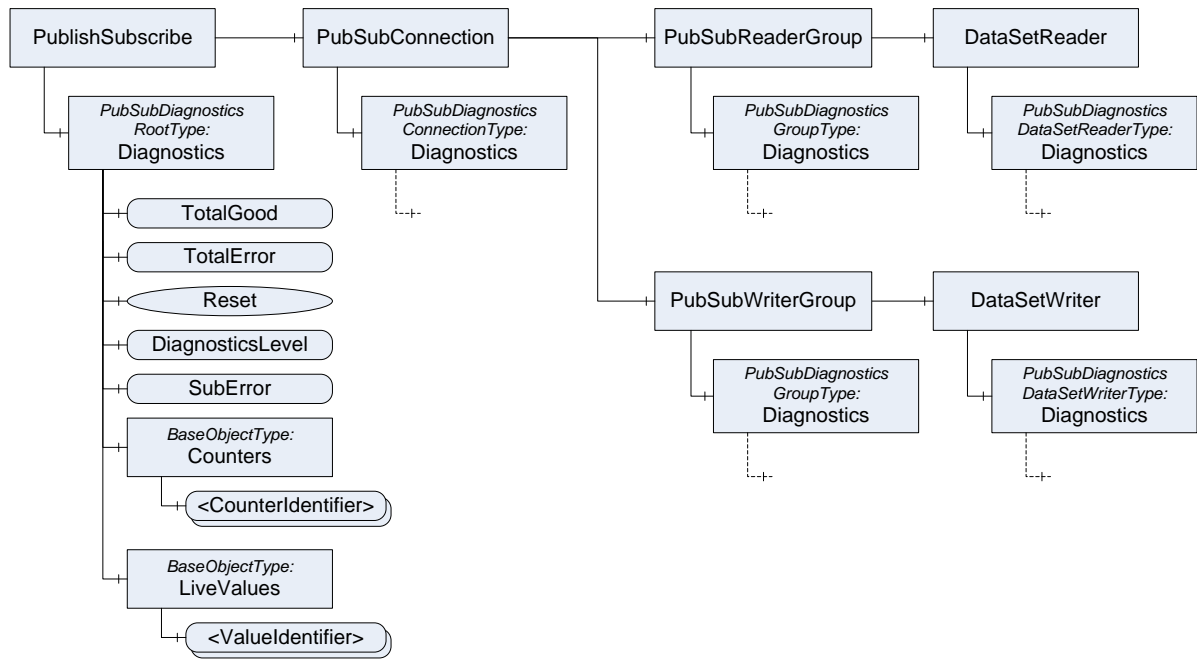 PublishSubscribe
PubSubConnection
PubSubReaderGroup
DataSetReader
PubSubDiagnostics
RootType:
Diagnostics
PubSubDiagnostics
ConnectionType:
Diagnostics
PubSubDiagnostics
GroupType:
Diagnostics
PubSubDiagnostics
DataSetReaderType:
Diagnostics
TotalGood
TotalError
Reset
DiagnosticsLevel
SubError
BaseObjectType:
Counters
<CounterIdentifier>
BaseObjectType:
LiveValues
<ValueIdentifier>
PubSubWriterGroup
DataSetWriter
PubSubDiagnostics
GroupType:
Diagnostics
PubSubDiagnostics
DataSetWriterType:
Diagnostics